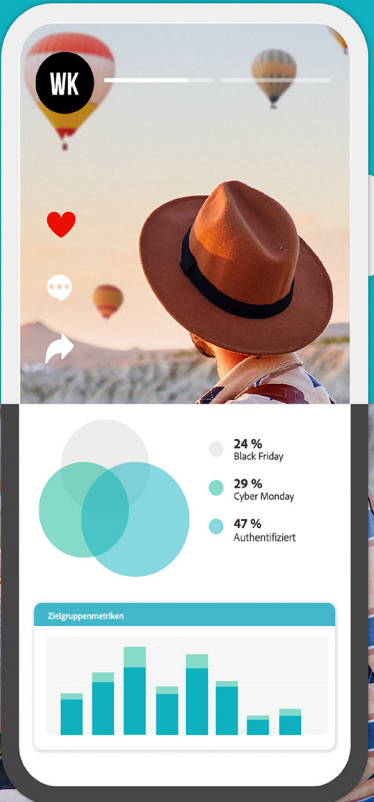 WK
24 %
Black Friday
29 %
Cyber Monday
47 %
Authentifiziert
Zielgruppenmetriken